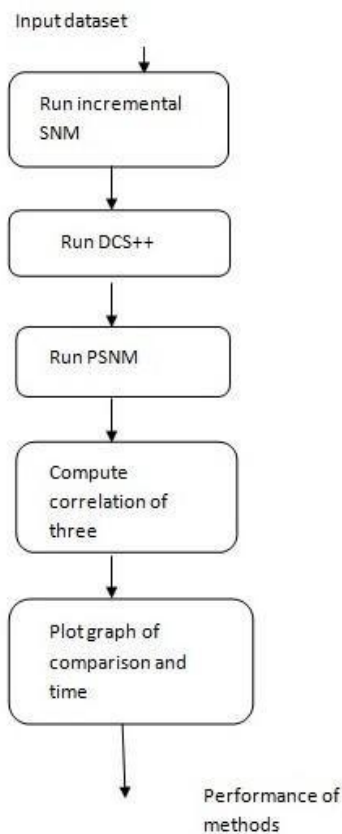 Input dataset
Run incremental
SNM
Run DCS++
Run PSNM
Compute
correlation of
three
Plot graph of
comparison and
time
Performance of
methods